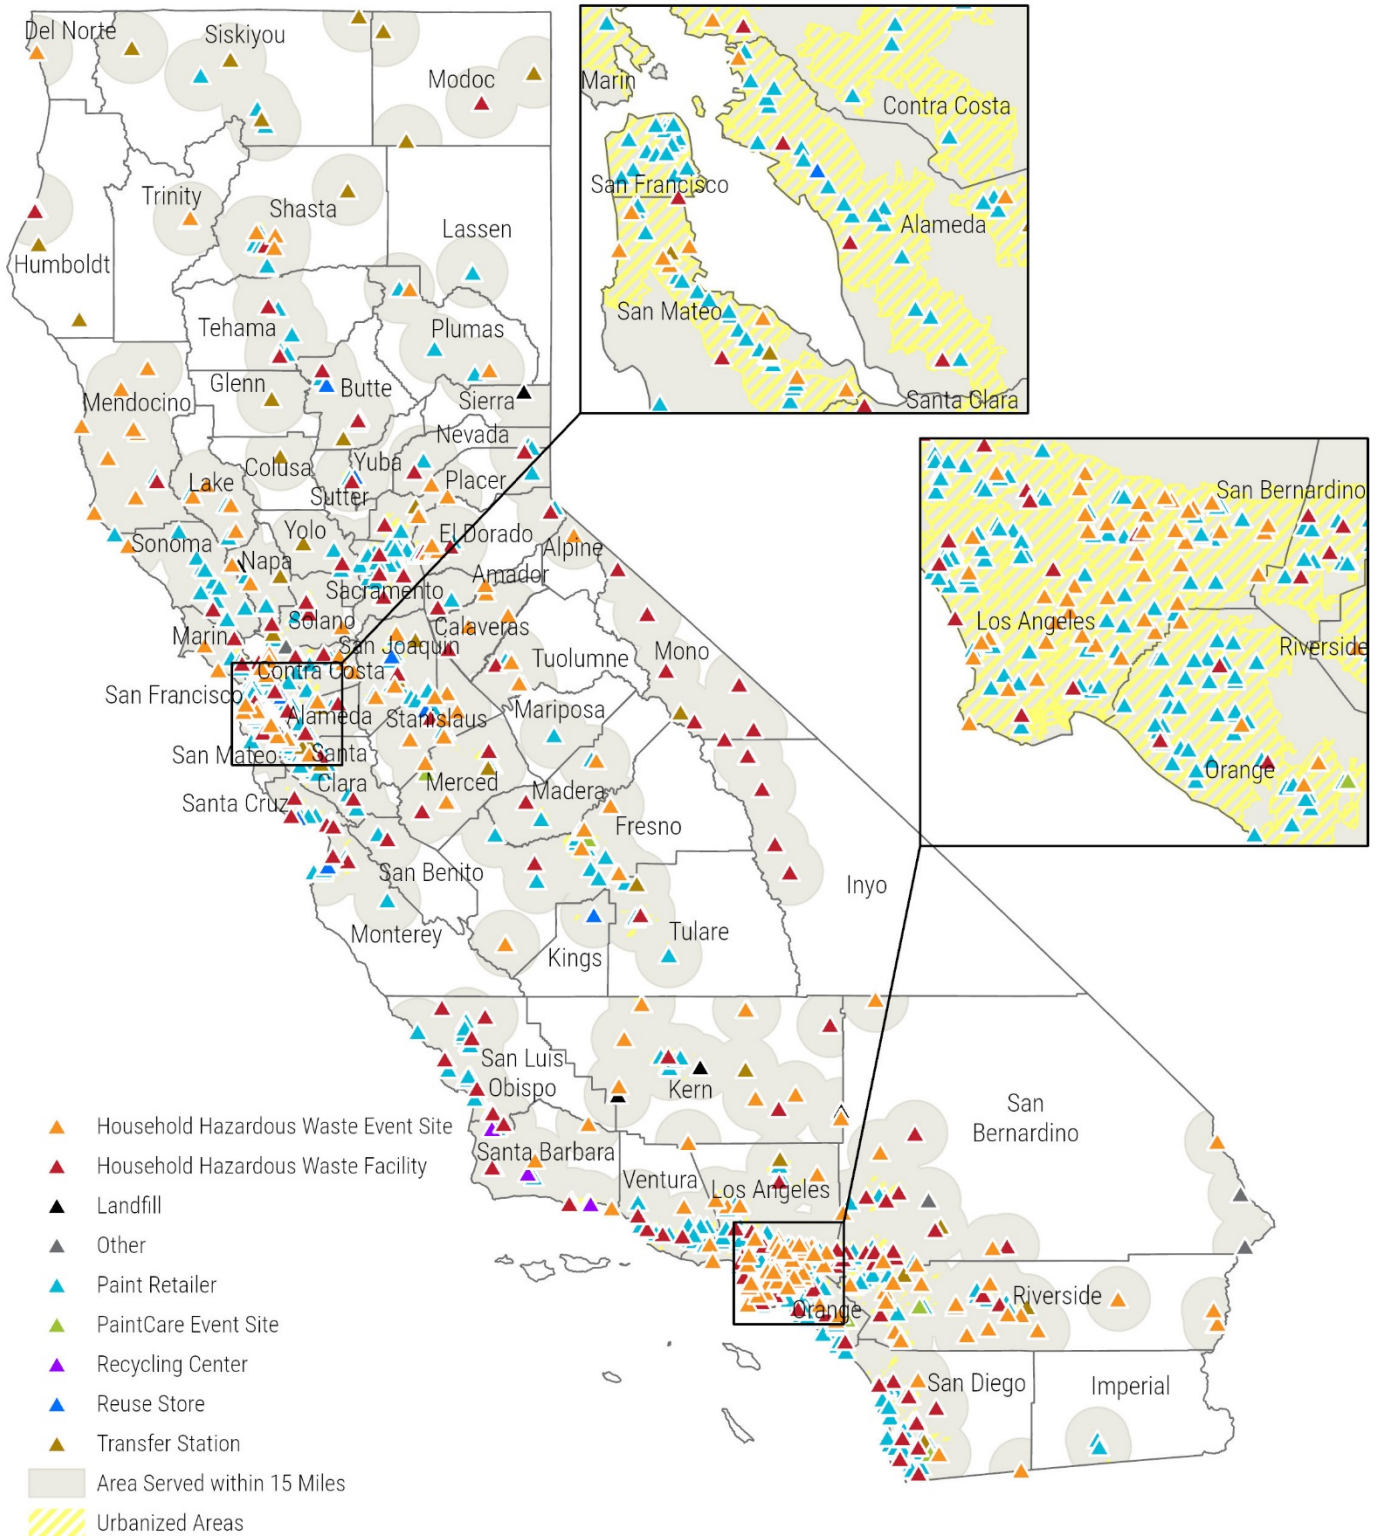 Del Norte
Siskiyou
Modoc
Trinity
Shasta
Lassen
Humboldt
Tehama
Plumas
Glenn
Butte
Mendocino
Sierra
Nevada
Colusa
Yuba
Lake
Sutter
Placer
Yolo
El Dorado
Sonoma
Napa
Alpine
Amador
Sacramento
Solano
Marin
Calaveras
San Joaquin
Tuolumne
Mono
Contra Costa
San Francisco
Alameda
Stanislaus
Mariposa
San Mateo
Santa
Clara
Merced
Madera
Santa Cruz
Fresno
San Benito
Inyo
Monterey
Kings
Tulare
San Luis
Obispo
Kern
San
Bernardino
Santa Barbara
Ventura
Los Angeles
Orange
Riverside
San Diego
Imperial
Marin
Contra Costa
San Francisco
Alameda
San Mateo
Santa Clara
San Bernardino
Los Angeles
Riverside
Orange
Household Hazardous Waste Event Site
Household Hazardous Waste Facility
Landfill
Other
Paint Retailer
PaintCare Event Site
Recycling Center
Reuse Store
Transfer Station
Area Served within 15 Miles
Urbanized Areas